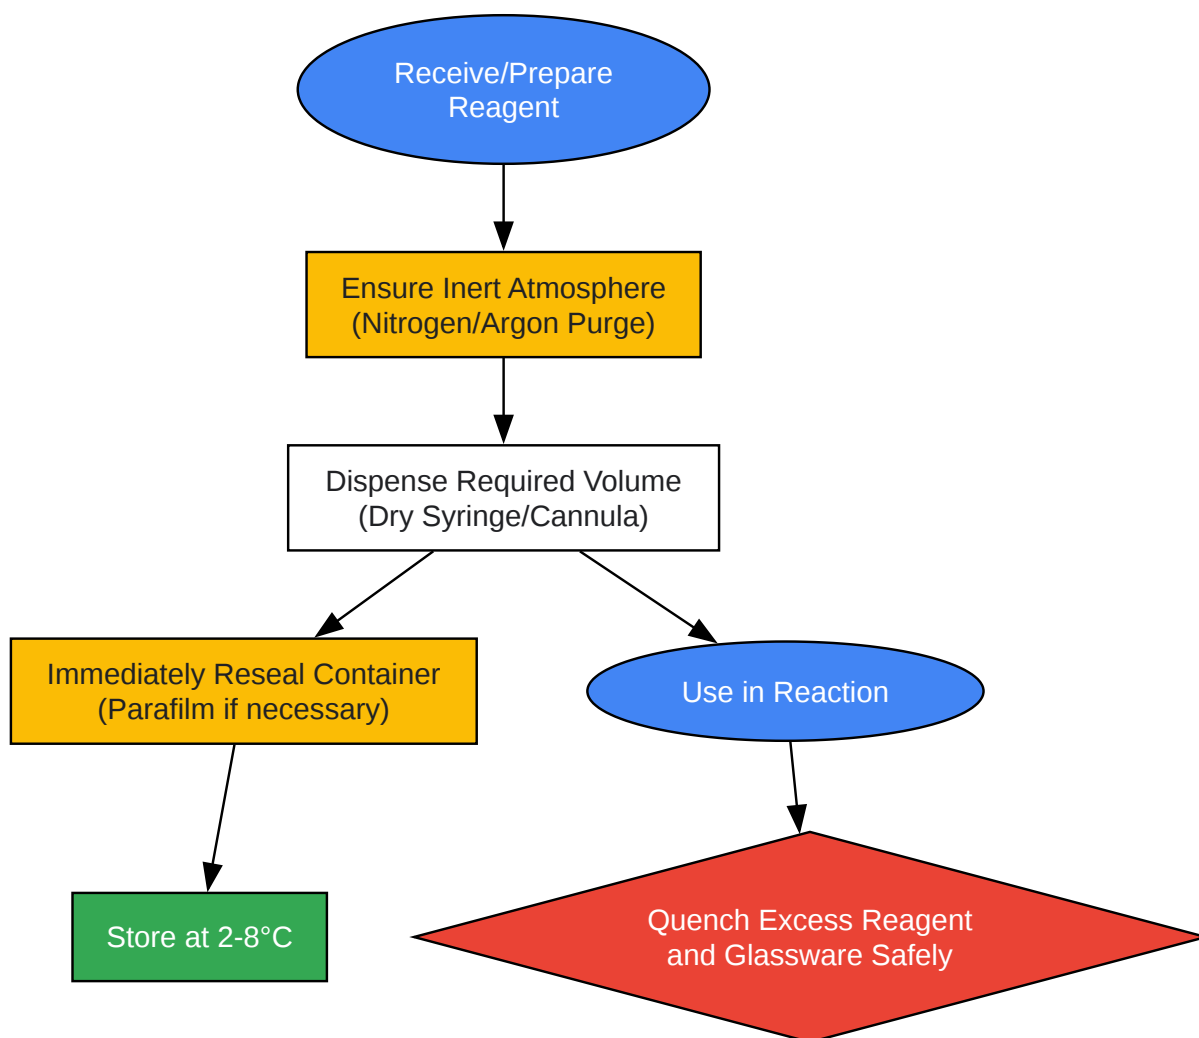 Receive/Prepare
Reagent
Ensure Inert Atmosphere
(Nitrogen/Argon Purge)
Dispense Required Volume
(Dry Syringe/Cannula)
Immediately Reseal Container
(Parafilm if necessary)
Use in Reaction
Store at 2-8°C
Quench Excess Reagent
and Glassware Safely